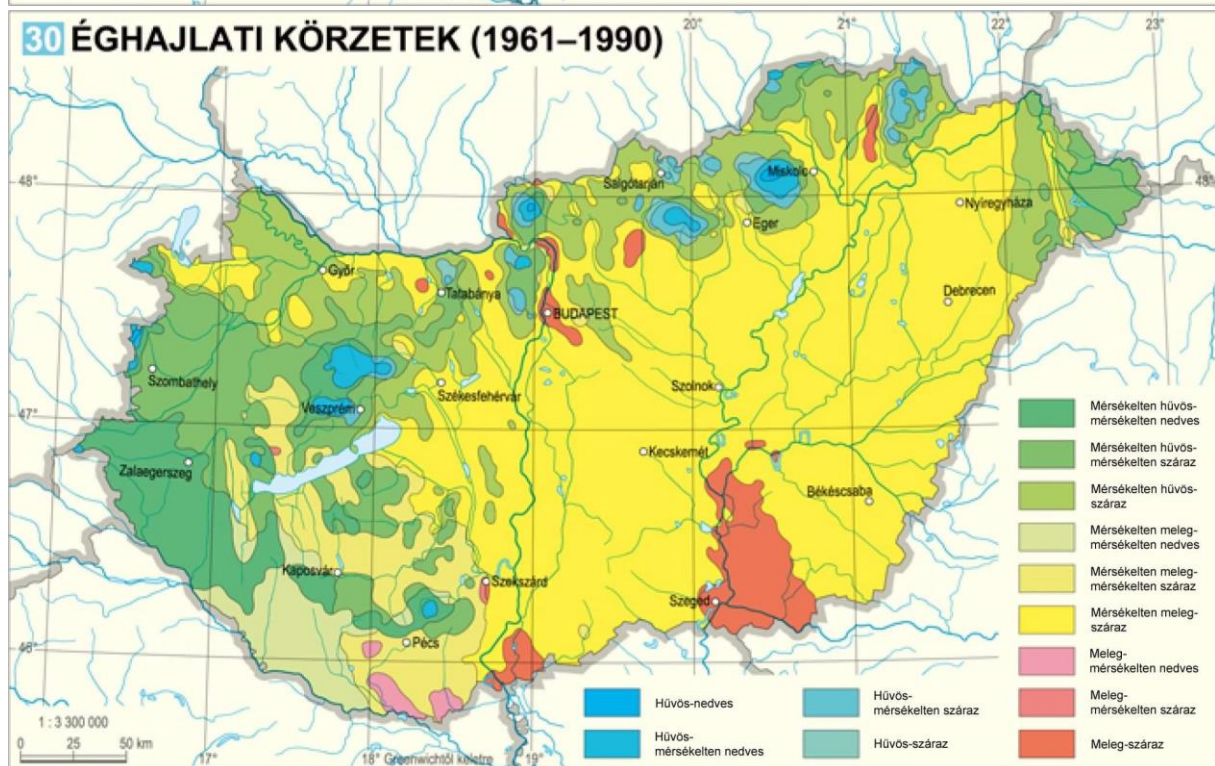 30 ÉGHAJLATI KÖRZETEK (1961–1990)
20°
21°
22°
23°
48°
48°
Salgótarján
Miskolc
Nyíregyháza
Eger
Győr
Tatabánya
BUDAPEST
Debrecen
Szombathely
Székesfehérvár
Szolnok
Veszprém
47°
Kecskemét
Zalaegerszeg
Békéscsaba
Kaposvár
Szekszárd
Szeged
Pécs
Mérsékelten hűvös-
mérsékelten nedves
Mérsékelten hűvös-
mérsékelten száraz
Mérsékelten hűvös-
száraz
Mérsékelten meleg-
mérsékelten nedves
Mérsékelten meleg-
mérsékelten száraz
Mérsékelten meleg-
száraz
Meleg-
mérsékelten nedves
Meleg-
mérsékelten száraz
Meleg-száraz
Hűvös-nedves
Hűvös-
mérsékelten nedves
Hűvös-
mérsékelten száraz
Hűvös-száraz
1 : 3 300 000
0 25 50 km
17° 18° Greenwichtől keletre 19°